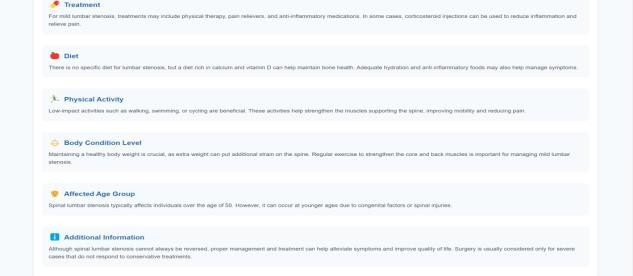 Treatment
For mild lumbar stenosis, treatments may include physical therapy, pain relievers, and anti-inflammatory medications. In some cases, corticosteroid injections can be used to reduce inflammation and
relieve pain.
Diet
There is no specific diet for lumbar stenosis, but a diet rich in calcium and vitamin D can help maintain bone health. Adequate hydration and anti-inflammatory foods may also help manage symptoms.
Physical Activity
Low-impact activities such as walking, swimming, or cycling are beneficial. These activities help strengthen the muscles supporting the spine, improving mobility and reducing pain.
Body Condition Level
Maintaining a healthy body weight is crucial, as extra weight can put additional strain on the spine. Regular exercise to strengthen the core and back muscles is important for managing mild lumbar
stenosis.
Affected Age Group
Spinal lumbar stenosis typically affects individuals over the age of 50. However, it can occur at younger ages due to congenital factors or spinal injuries.
Additional Information
Although spinal lumbar stenosis cannot always be reversed, proper management and treatment can help alleviate symptoms and improve quality of life. Surgery is usually considered only for severe
cases that do not respond to conservative treatments.